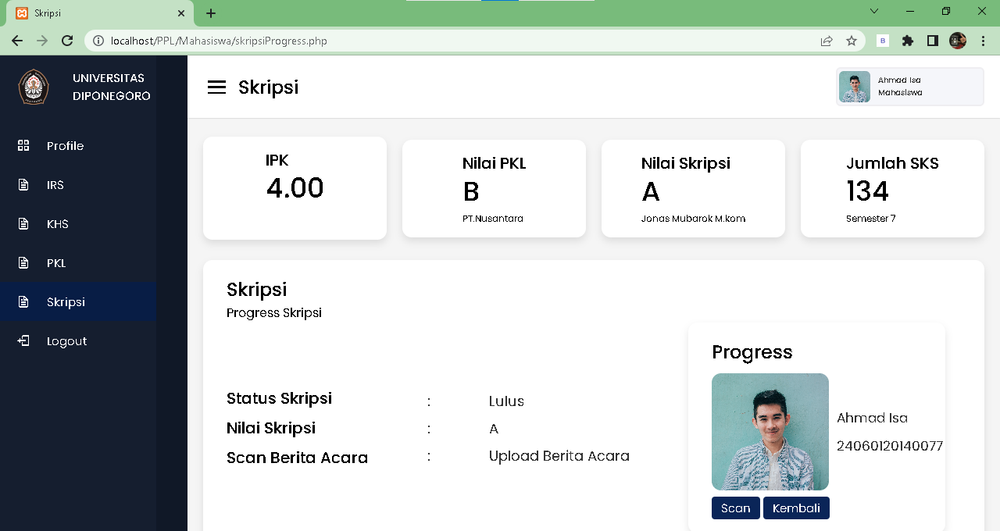 Skripsi
localhost/PPL/Mahasiswa/skripsiProgress.php
B
UNIVERSITAS
DIPONEGORO
Profile
IRS
KHS
PKL
Skripsi
Logout
Skripsi
Ahmad Isa
Mahasiswa
IPK
4.00
Nilai PKL
B
PT.Nusantara
Nilai Skripsi
A
Jonas Mubarok M.kom
Jumlah SKS
134
Semester 7
Skripsi
Progress Skripsi
Status Skripsi : Lulus
Nilai Skripsi : A
Scan Berita Acara : Upload Berita Acara
Progress
Ahmad Isa
24060120140077
Scan Kembali